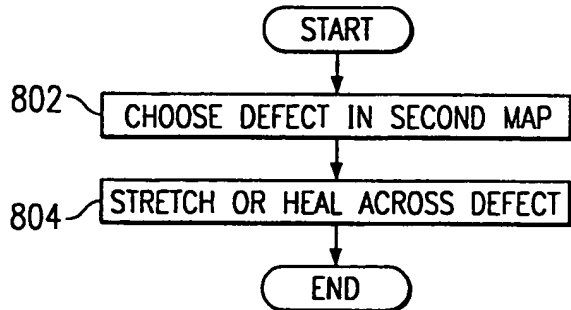 START
802 CHOOSE DEFECT IN SECOND MAP
804 STRETCH OR HEAL ACROSS DEFECT
END